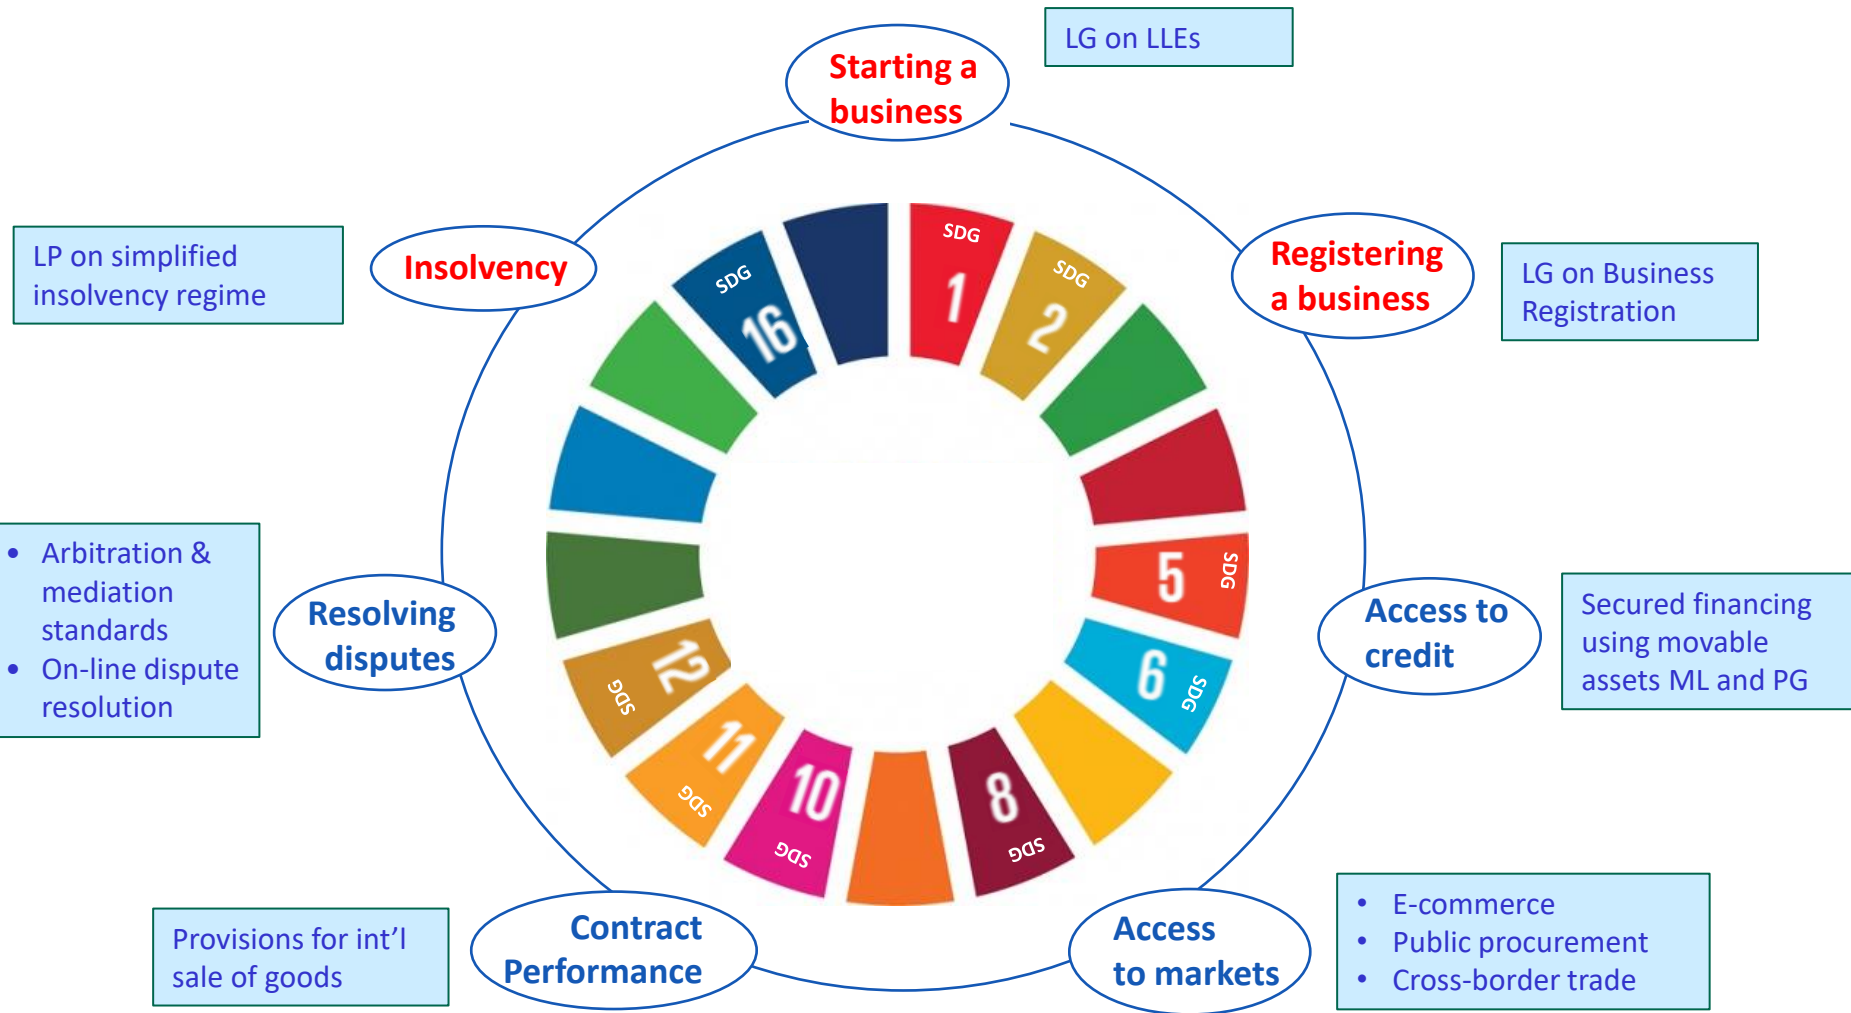 LG on LLEs
Starting a
business
Registering
a business
LG on Business
Registration
Access to
credit
Secured financing
using movable
assets ML and PG
Access
to markets
• E-commerce
• Public procurement
• Cross-border trade
Contract
Performance
Provisions for int’l
sale of goods
Resolving
disputes
• Arbitration &
mediation
standards
• On-line dispute
resolution
Insolvency
LP on simplified
insolvency regime
SDG
1
SDG
2
SDG
5
SDG
6
SDG
8
SDG
10
SDG
11
SDG
12
SDG
16